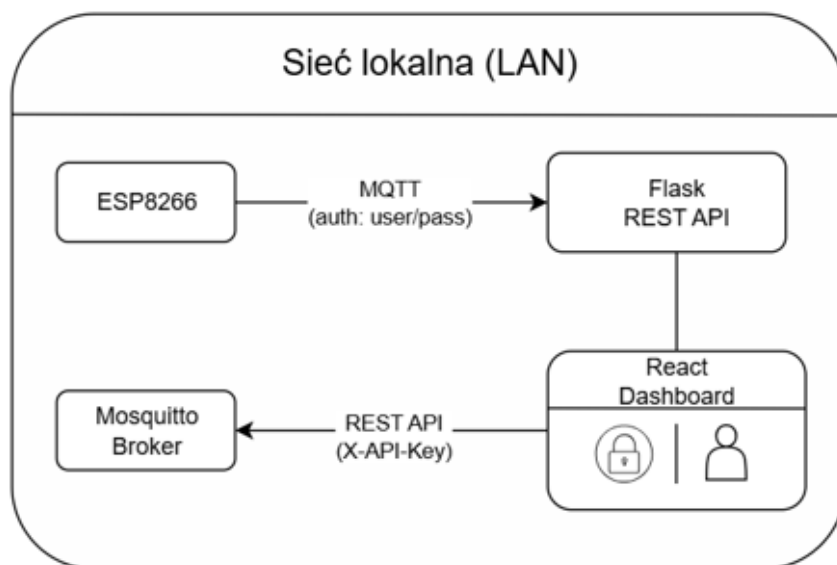 Sieć lokalna (LAN)
ESP8266
MQTT
(auth: user/pass)
Flask
REST API
Mosquitto
Broker
REST API
(X-API-Key)
React
Dashboard